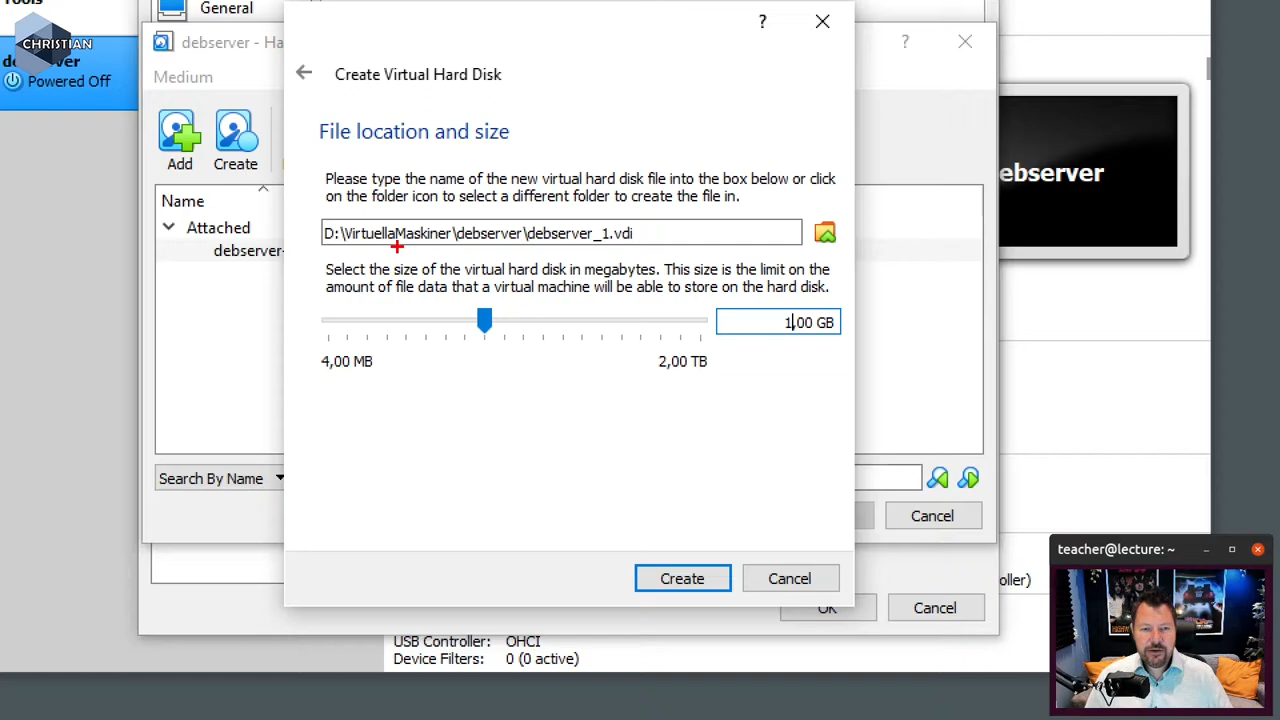 Tools
General
CHRISTIAN
debserver
Powered Off
debserver - Ha
?
Medium
Add
Create
Name
Attached
debserver-
Search By Name
Cancel
?
Create Virtual Hard Disk
File location and size
Please type the name of the new virtual hard disk file into the box below or click
on the folder icon to select a different folder to create the file in.
D:\VirtuellaMaskiner\debserver\debserver_1.vdi
Select the size of the virtual hard disk in megabytes. This size is the limit on the
amount of file data that a virtual machine will be able to store on the hard disk.
1,00 GB
4,00 MB
2,00 TB
Create
Cancel
OK
Cancel
ebserver
oller)
USB Controller: OHCI
Device Filters: 0 (0 active)
teacher@lecture: ~